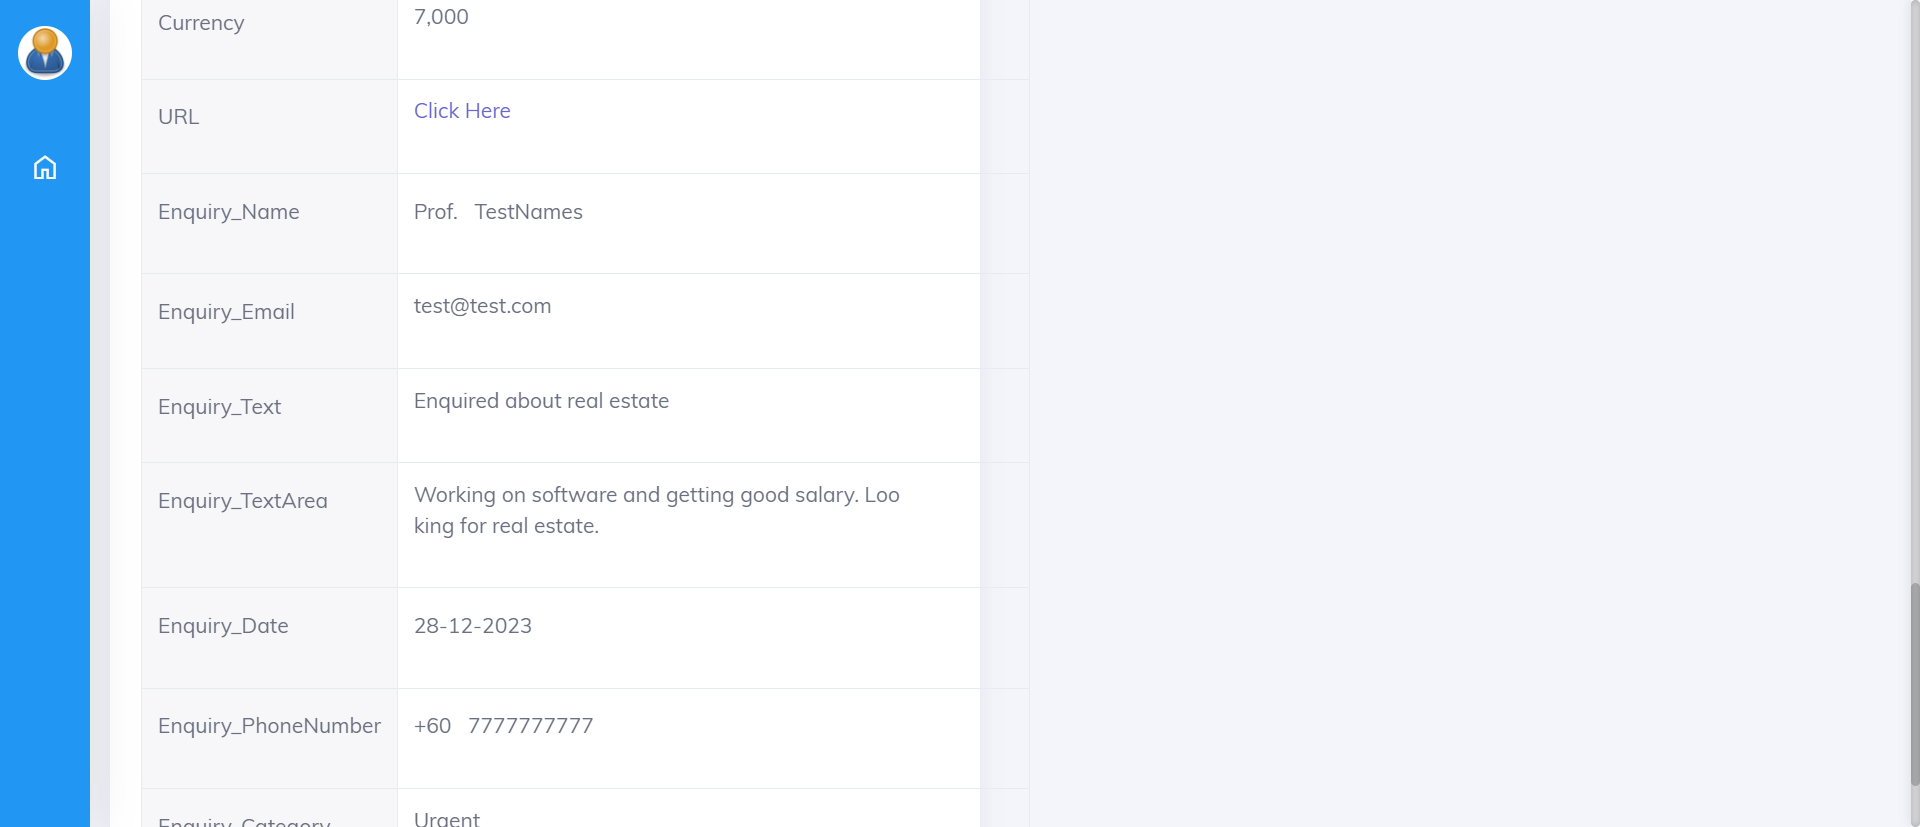 Currency 7,000
URL Click Here
Enquiry_Name Prof. TestNames
Enquiry_Email test@test.com
Enquiry_Text Enquired about real estate
Enquiry_TextArea Working on software and getting good salary. Loo
king for real estate.
Enquiry_Date 28-12-2023
Enquiry_PhoneNumber +60 7777777777
Enquiry_Category Urgent